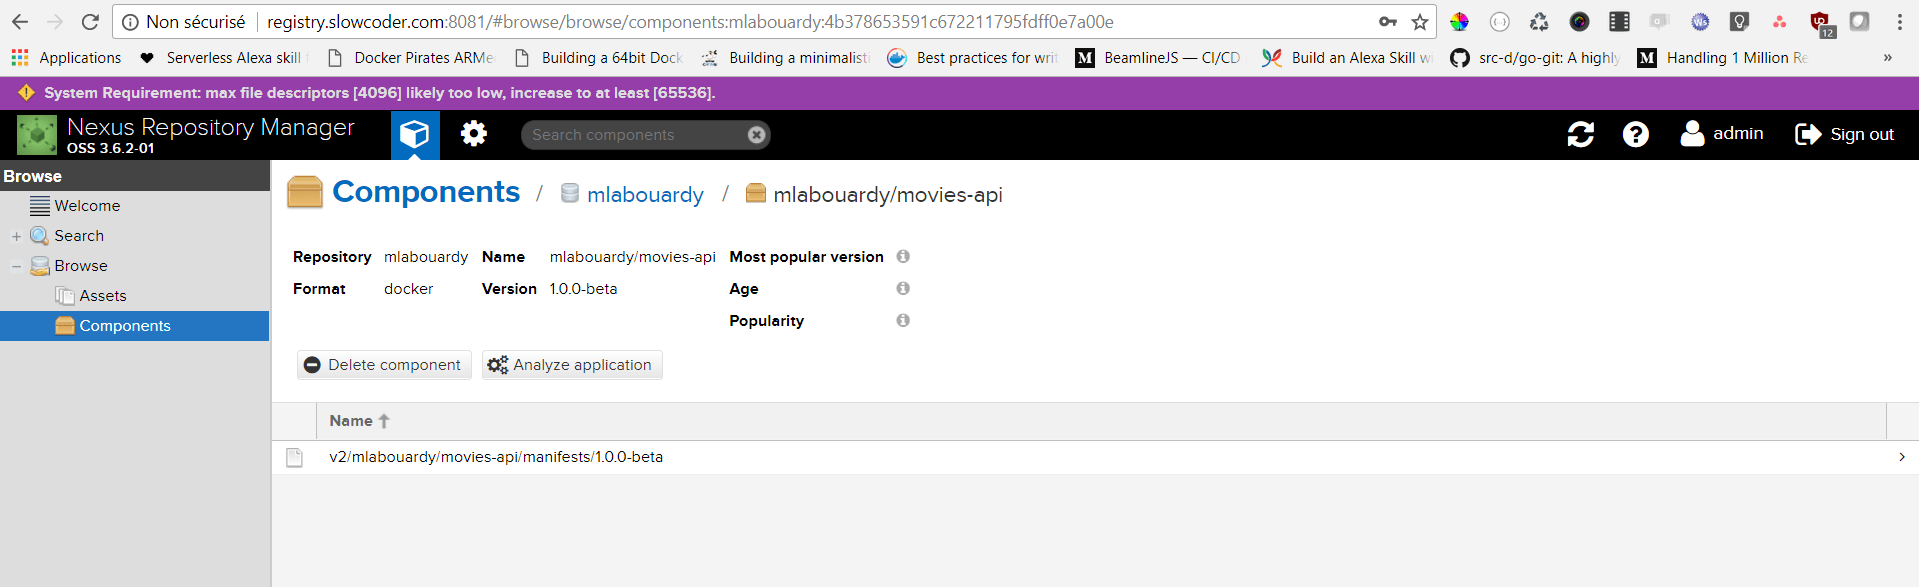 Non sécurisé registry.slowcoder.com:8081/#browse/browse/components:mlabouardy:4b378653591c672211795fdff0e7a00e
12
Applications Serverless Alexa skill Docker Pirates ARMe Building a 64bit Dock Building a minimalist Best practices for writ BeamlineJS — CI/CD Build an Alexa Skill wi src-d/go-git: A highly Handling 1 Million Re »
System Requirement: max file descriptors [4096] likely too low, increase to at least [65536].
Nexus Repository Manager
OSS 3.6.2-01
Search components
admin
Sign out
Browse
Welcome
Search
Browse
Assets
Components
Components / mlabouardy / mlabouardy/movies-api
Repository mlabouardy Name mlabouardy/movies-api Most popular version
Format docker Version 1.0.0-beta Age
Popularity
Delete component Analyze application
Name
v2/mlabouardy/movies-api/manifests/1.0.0-beta